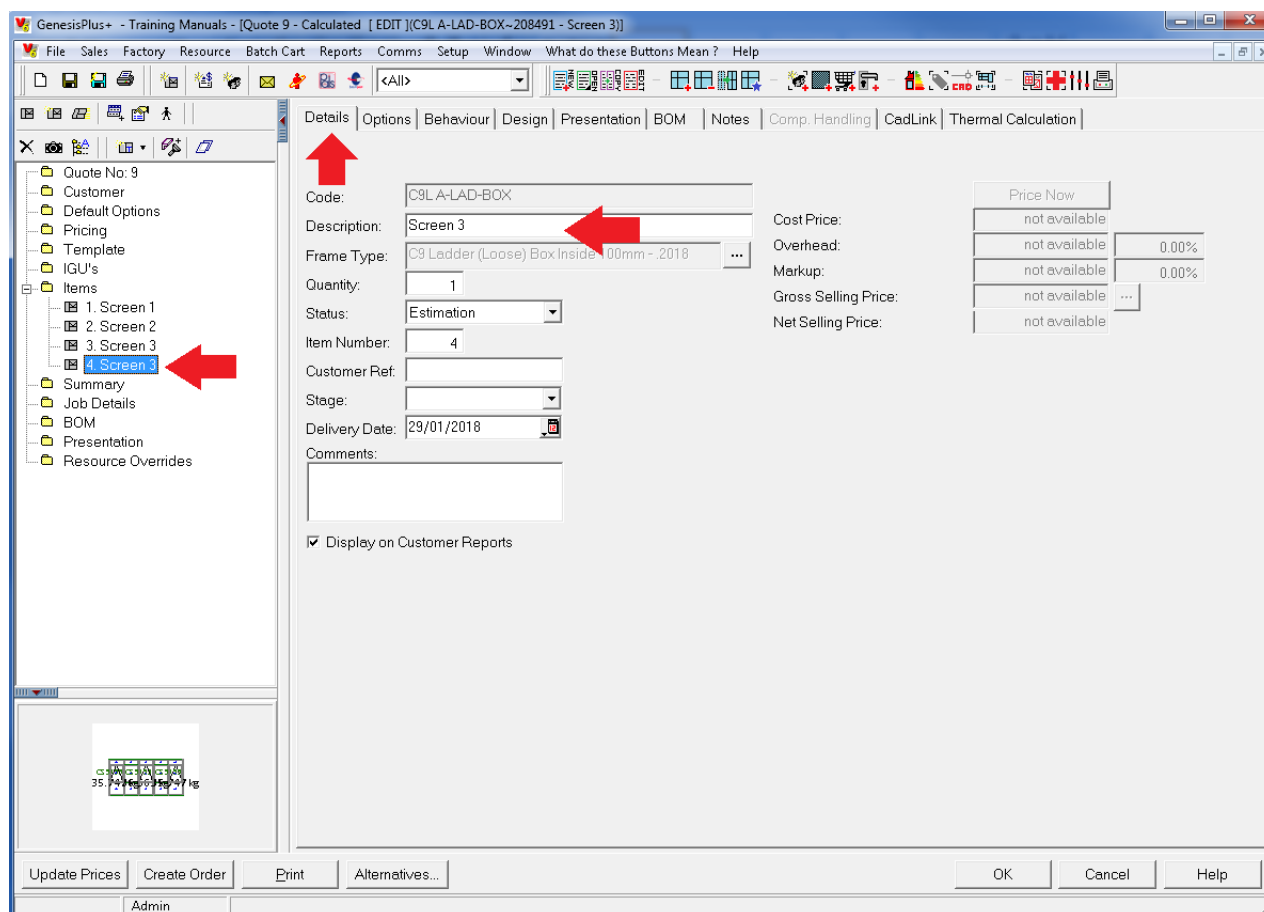 GenesisPlus+ - Training Manuals - [Quote 9 - Calculated [ EDIT ](C9L A-LAD-BOX~208491 - Screen 3)]
File Sales Factory Resource Batch Cart Reports Comms Setup Window What do these Buttons Mean ? Help
<All>
Details Options Behaviour Design Presentation BOM Notes Comp. Handling CadLink Thermal Calculation
Quote No: 9
Customer
Default Options
Pricing
Template
IGU's
Items
1. Screen 1
2. Screen 2
3. Screen 3
4. Screen 3
Summary
Job Details
BOM
Presentation
Resource Overrides
Code: C9L A-LAD-BOX
Description: Screen 3
Frame Type: C9 Ladder (Loose) Box Inside 100mm - .2018 ...
Quantity: 1
Status: Estimation
Item Number: 4
Customer Ref:
Stage:
Delivery Date: 29/01/2018
Comments:
Display on Customer Reports
Price Now
Cost Price: not available
Overhead: not available 0.00%
Markup: not available 0.00%
Gross Selling Price: not available ...
Net Selling Price: not available
Update Prices Create Order Print Alternatives... OK Cancel Help
Admin